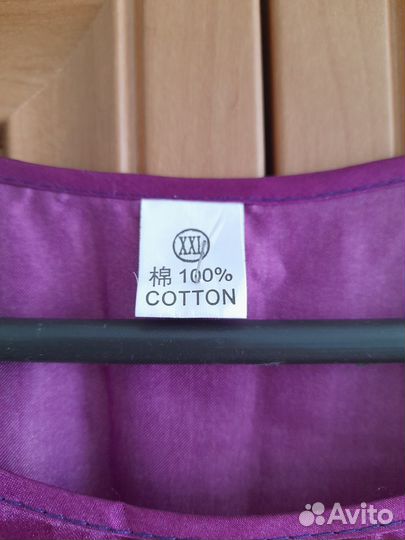 XXL
棉 100%
COTTON
Avito